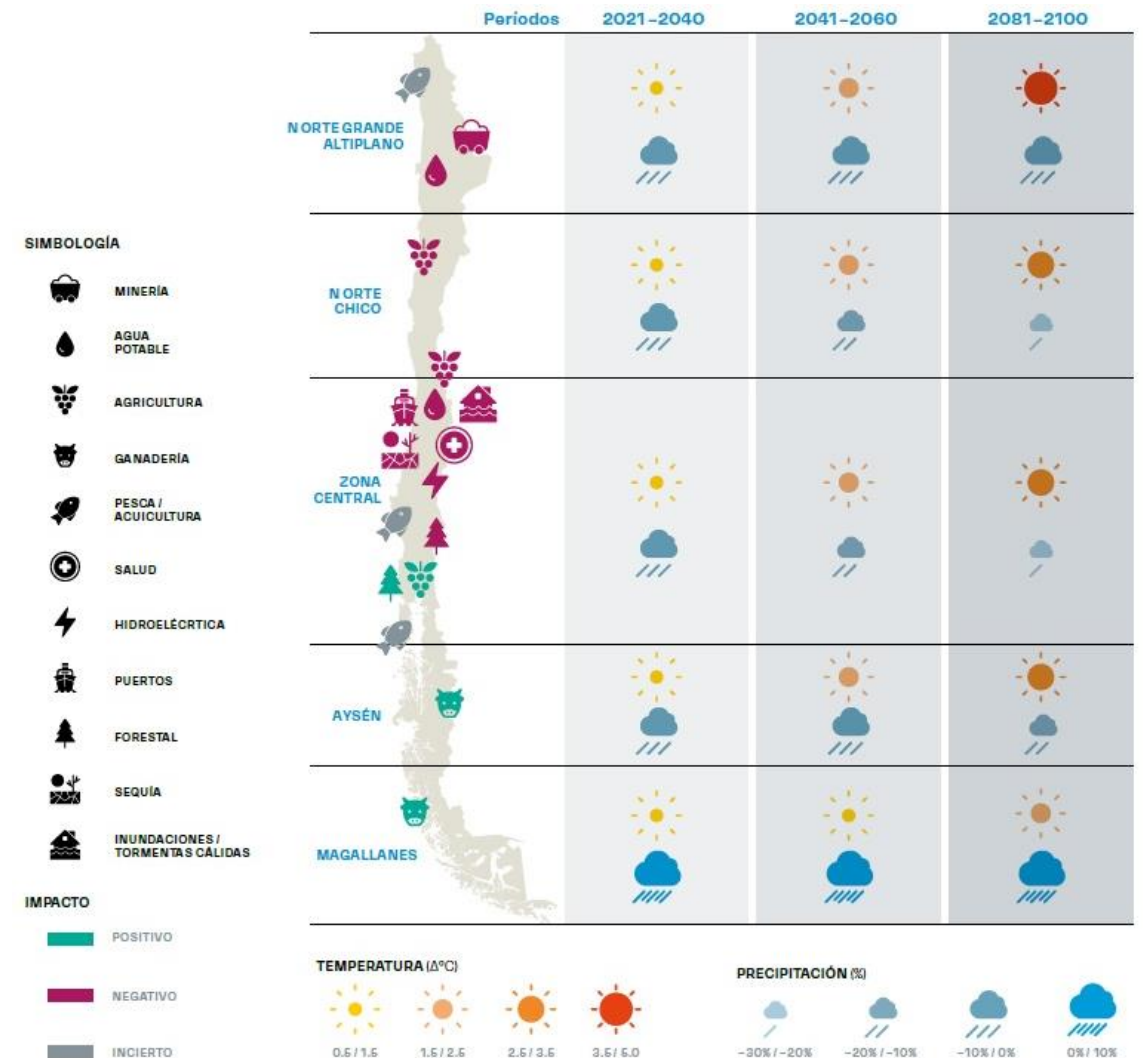 Períodos
2021–2040
2041–2060
2081–2100
NORTE GRANDE
ALTIPLANO
NORTE
CHICO
ZONA
CENTRAL
AYSÉN
MAGALLANES
SIMBOLOGÍA
MINERÍA
AGUA
POTABLE
AGRICULTURA
GANADERÍA
PESCA /
ACUICULTURA
SALUD
HIDROELÉCRTICA
PUERTOS
FORESTAL
SEQUÍA
INUNDACIONES /
TORMENTAS CÁLIDAS
IMPACTO
POSITIVO
NEGATIVO
INCIERTO
TEMPERATURA (Δ°C)
0.5 / 1.5
1.5 / 2.5
2.5 / 3.5
3.5 / 5.0
PRECIPITACIÓN (%)
–30% / –20%
–20% / –10%
–10% / 0%
0% / 10%